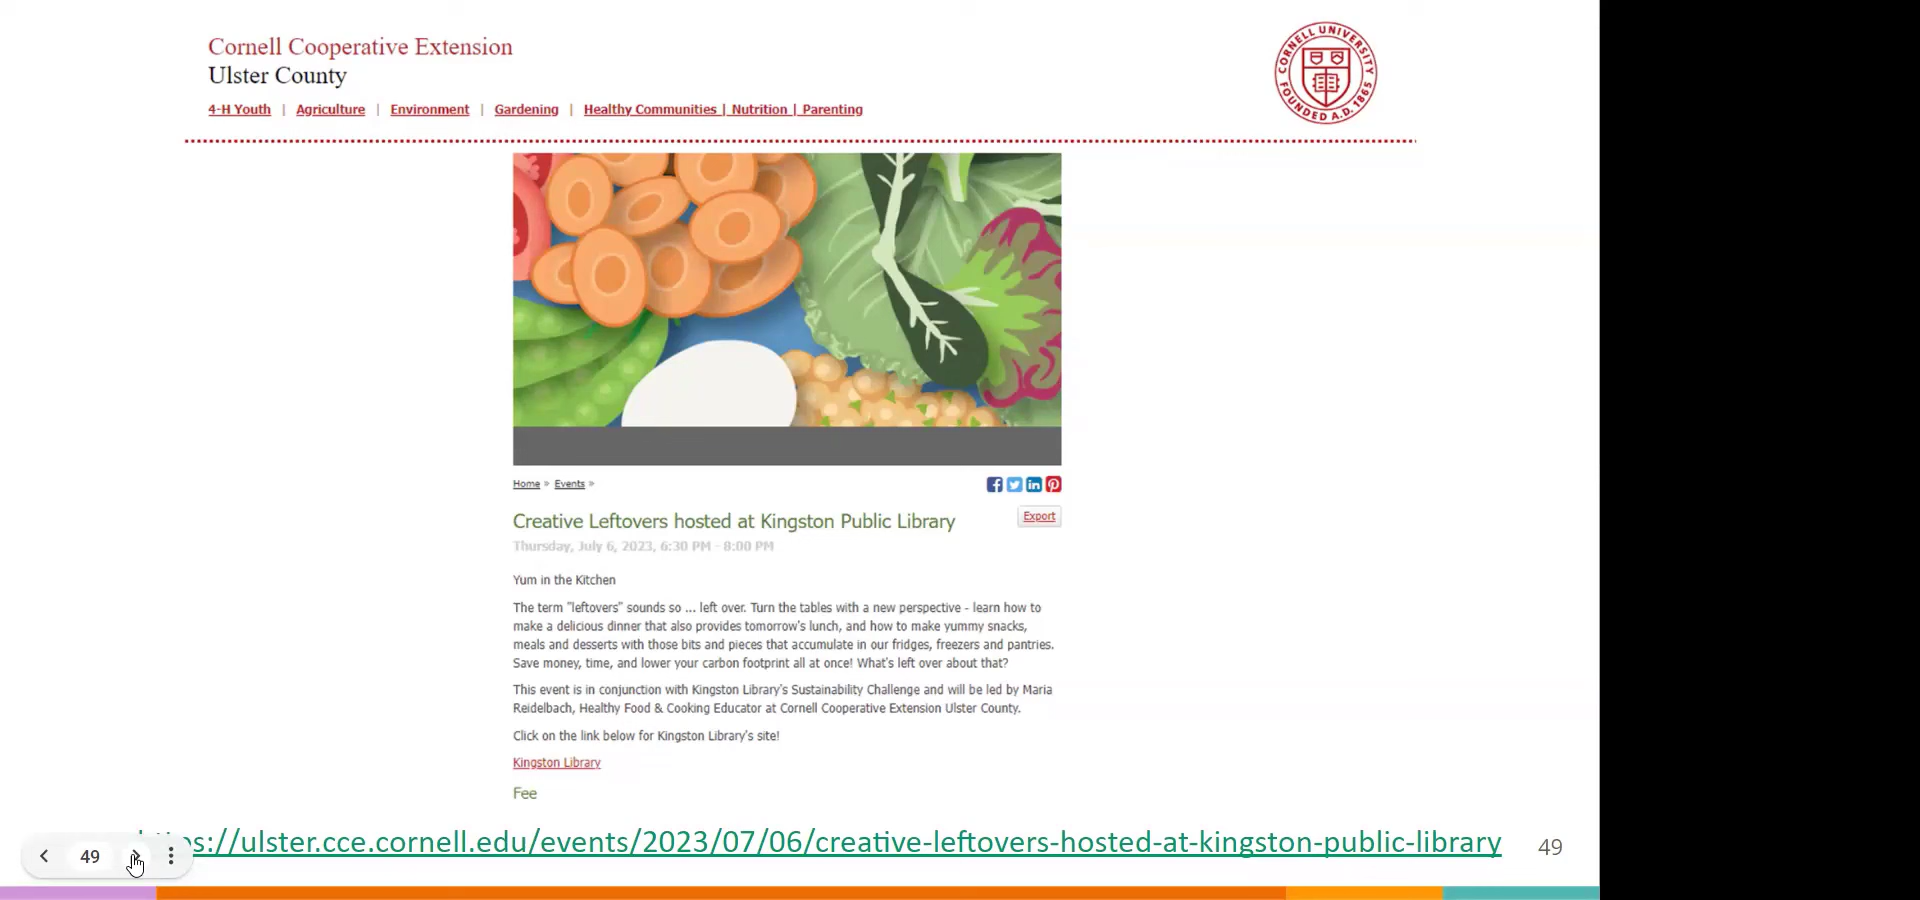 Cornell Cooperative Extension
Ulster County
4-H Youth | Agriculture | Environment | Gardening | Healthy Communities | Nutrition | Parenting
CORNELL UNIVERSITY
FOUNDED A.D. 1865
Home » Events »
Creative Leftovers hosted at Kingston Public Library
Export
Thursday, July 6, 2023, 6:30 PM - 8:00 PM
Yum in the Kitchen
The term "leftovers" sounds so ... left over. Turn the tables with a new perspective - learn how to
make a delicious dinner that also provides tomorrow's lunch, and how to make yummy snacks,
meals and desserts with those bits and pieces that accumulate in our fridges, freezers and pantries.
Save money, time, and lower your carbon footprint all at once! What's left over about that?
This event is in conjunction with Kingston Library's Sustainability Challenge and will be led by Maria
Reidelbach, Healthy Food & Cooking Educator at Cornell Cooperative Extension Ulster County.
Click on the link below for Kingston Library's site!
Kingston Library
Fee
s://ulster.cce.cornell.edu/events/2023/07/06/creative-leftovers-hosted-at-kingston-public-library
49
49